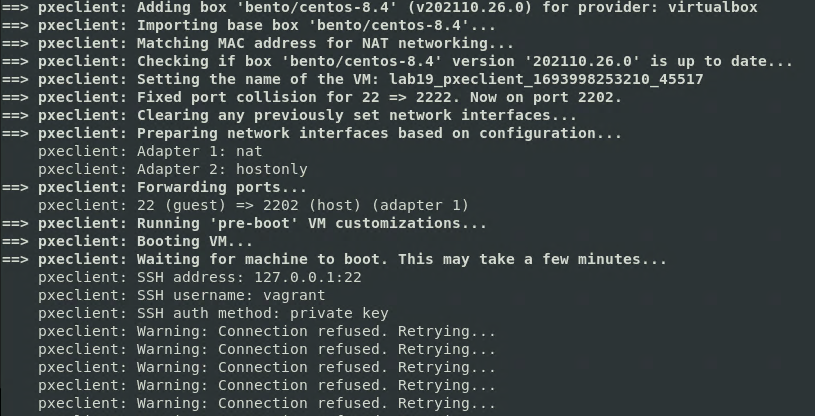 ==> pxeclient: Adding box 'bento/centos-8.4' (v202110.26.0) for provider: virtualbox
==> pxeclient: Importing base box 'bento/centos-8.4'...
==> pxeclient: Matching MAC address for NAT networking...
==> pxeclient: Checking if box 'bento/centos-8.4' version '202110.26.0' is up to date...
==> pxeclient: Setting the name of the VM: lab19_pxeclient_1693998253210_45517
==> pxeclient: Fixed port collision for 22 => 2222. Now on port 2202.
==> pxeclient: Clearing any previously set network interfaces...
==> pxeclient: Preparing network interfaces based on configuration...
    pxeclient: Adapter 1: nat
    pxeclient: Adapter 2: hostonly
==> pxeclient: Forwarding ports...
    pxeclient: 22 (guest) => 2202 (host) (adapter 1)
==> pxeclient: Running 'pre-boot' VM customizations...
==> pxeclient: Booting VM...
==> pxeclient: Waiting for machine to boot. This may take a few minutes...
    pxeclient: SSH address: 127.0.0.1:22
    pxeclient: SSH username: vagrant
    pxeclient: SSH auth method: private key
    pxeclient: Warning: Connection refused. Retrying...
    pxeclient: Warning: Connection refused. Retrying...
    pxeclient: Warning: Connection refused. Retrying...
    pxeclient: Warning: Connection refused. Retrying...
    pxeclient: Warning: Connection refused. Retrying...